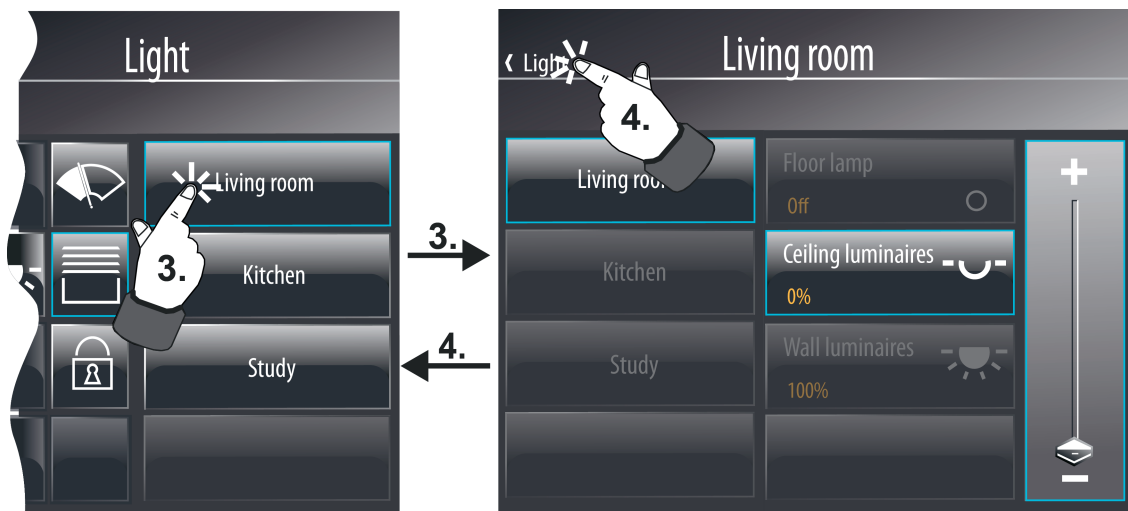 Light
Living room
3.
Kitchen
Study
3.
4.
‹ Light
Living room
4.
Living room
Floor lamp
Off
Kitchen
Ceiling luminaires
0%
Study
Wall luminaires
100%
+
−